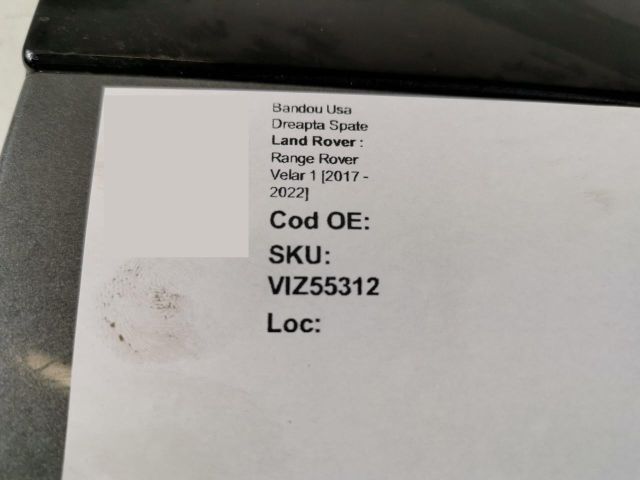 Bandou Usa
Dreapta Spate
Land Rover :
Range Rover
Velar 1 [2017 -
2022]
Cod OE:
SKU:
VIZ55312
Loc: